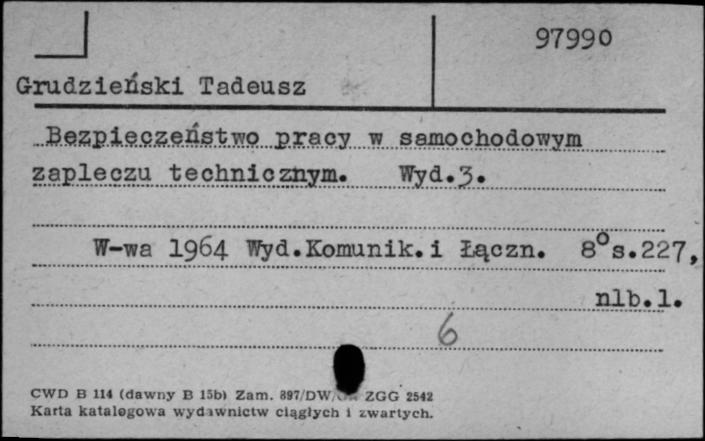 97990
Grudzieński Tadeusz
Bezpieczeństwo pracy w samochodowym
zapleczu technicznym. Wyd.3.
W-wa 1964 Wyd.Komunik.i Łączn. 8°s.227,
nlb.1.
6
CWD B 114 (dawny B 15b) Zam. 897/DW ZGG 2542
Karta katalogowa wydawnictw ciągłych i zwartych.